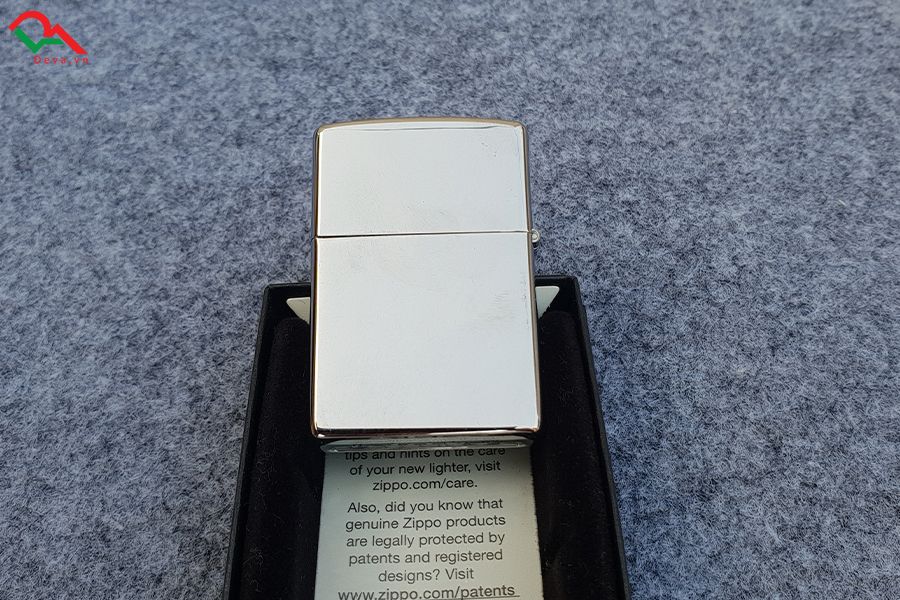 Deva.vn
tips and hints on the care
of your new lighter, visit
zippo.com/care.
Also, did you know that
genuine Zippo products
are legally protected by
patents and registered
designs? Visit
www.zippo.com/patents